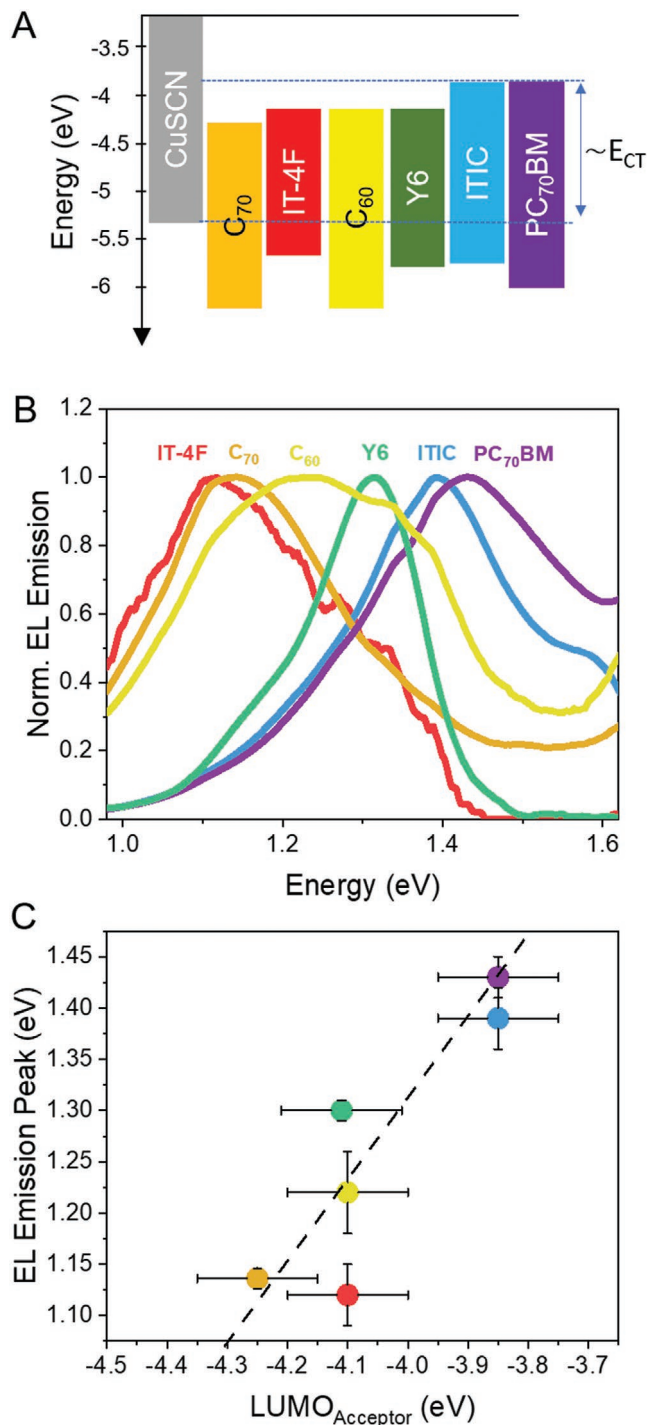 A
Energy (eV)
-3.5
-4
-4.5
-5
-5.5
-6
CuSCN
C70
IT-4F
C60
Y6
ITIC
PC70BM
~ECT
B
Norm. EL Emission
1.2
1.0
0.8
0.6
0.4
0.2
0.0
IT-4F C70 C60 Y6 ITIC PC70BM
1.0 1.2 1.4 1.6
Energy (eV)
C
EL Emission Peak (eV)
1.45
1.40
1.35
1.30
1.25
1.20
1.15
1.10
-4.5 -4.4 -4.3 -4.2 -4.1 -4.0 -3.9 -3.8 -3.7
LUMOAcceptor (eV)